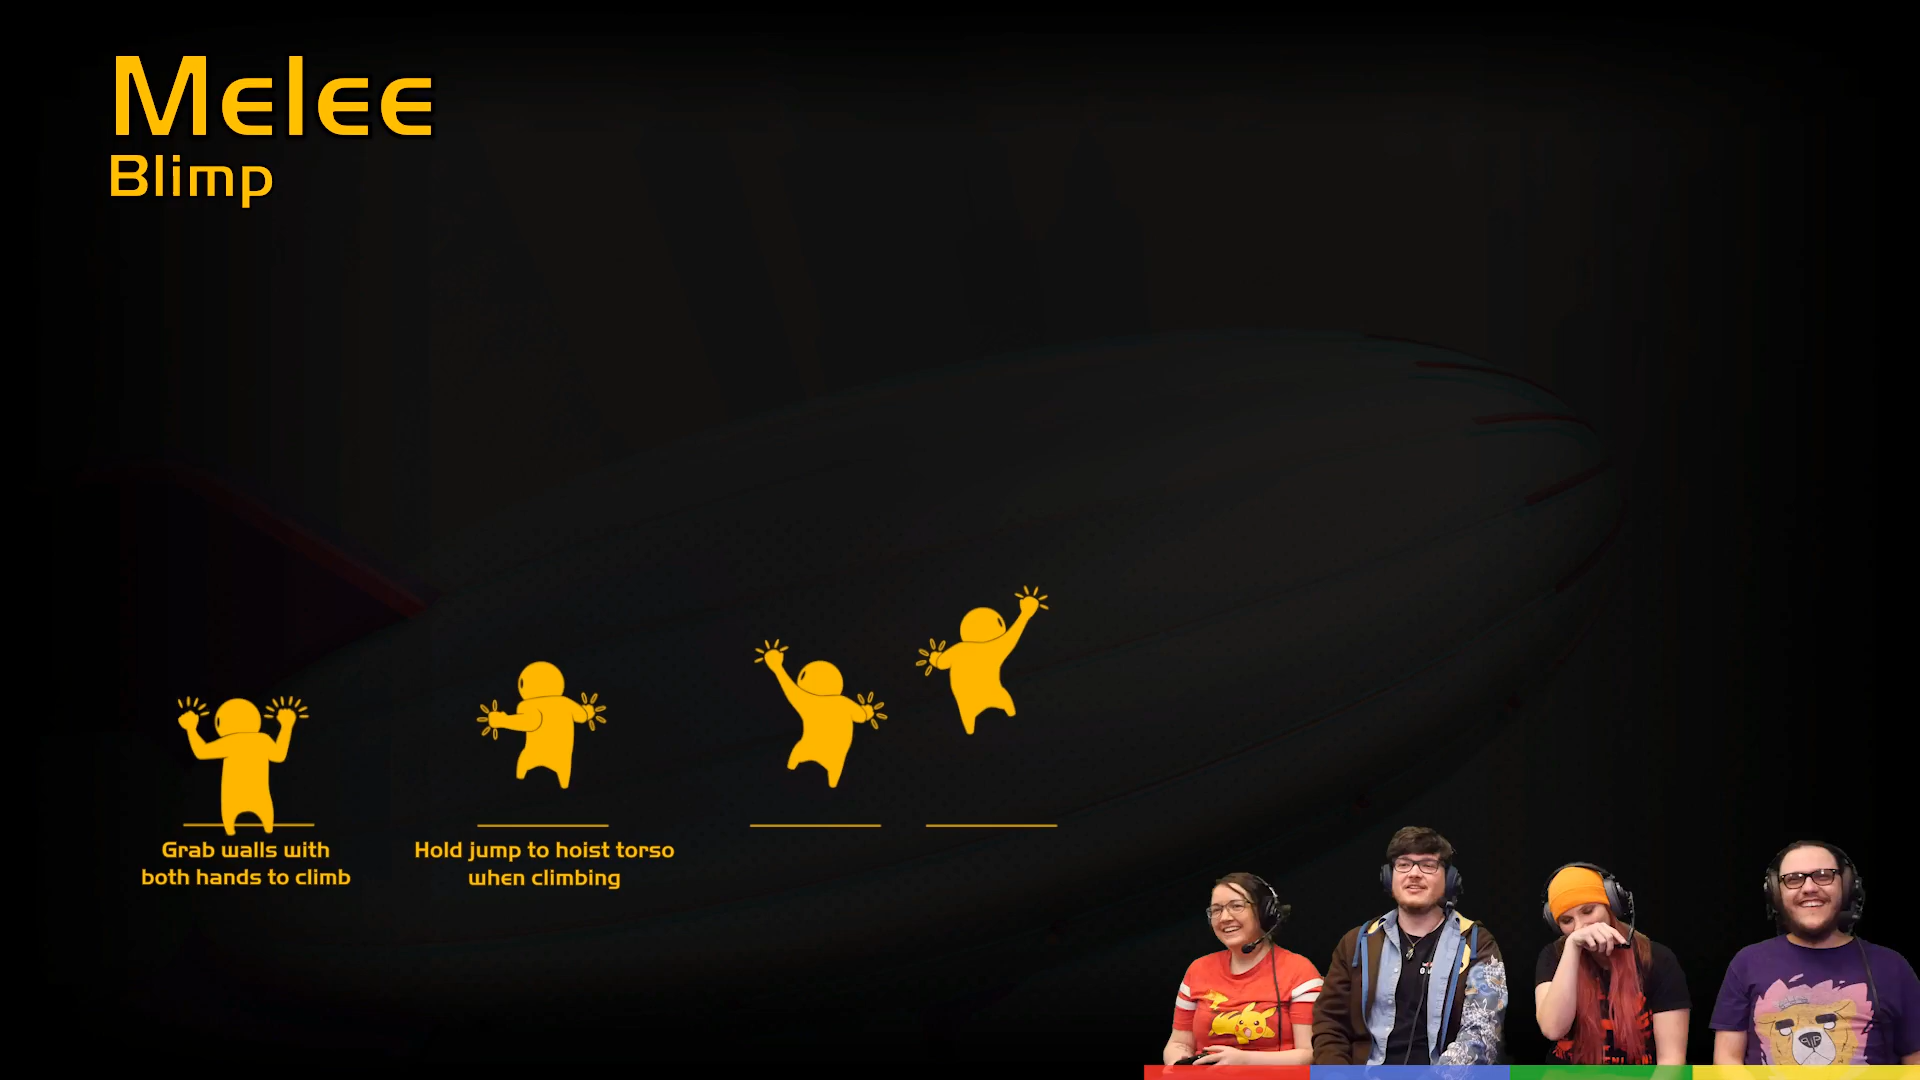 Melee
Blimp
Grab walls with
both hands to climb
Hold jump to hoist torso
when climbing